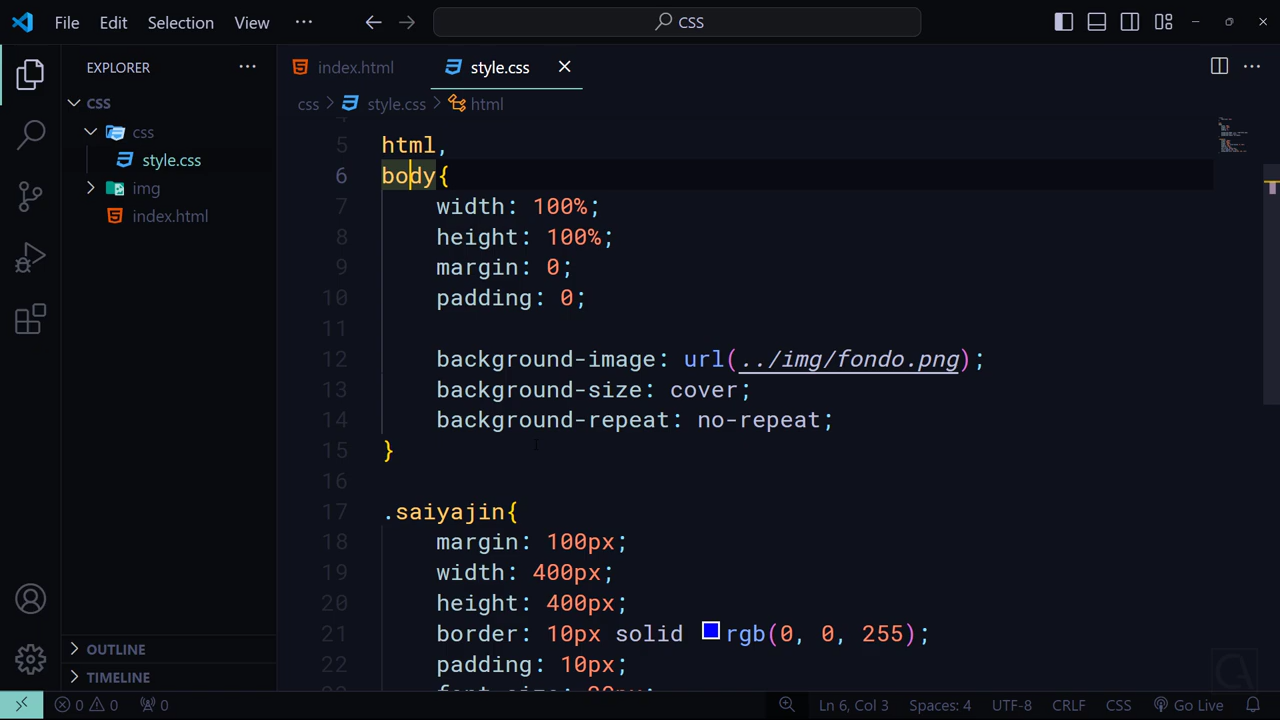 File Edit Selection View ··· CSS
EXPLORER ···
CSS
css
style.css
img
index.html
OUTLINE
TIMELINE
index.html style.css
css > style.css > html
5 html,
6 body{
7 width: 100%;
8 height: 100%;
9 margin: 0;
10 padding: 0;
11
12 background-image: url(../img/fondo.png);
13 background-size: cover;
14 background-repeat: no-repeat;
15 }
16
17 .saiyajin{
18 margin: 100px;
19 width: 400px;
20 height: 400px;
21 border: 10px solid rgb(0, 0, 255);
22 padding: 10px;
0 0 0 Ln 6, Col 3 Spaces: 4 UTF-8 CRLF CSS Go Live